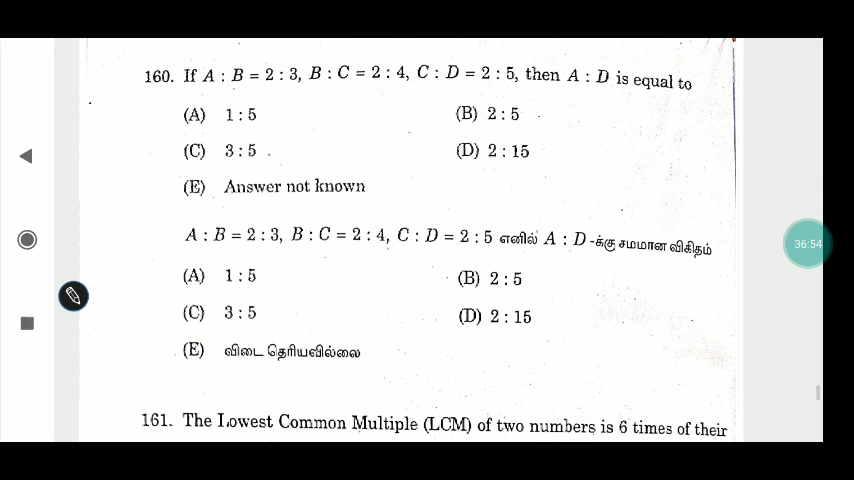 160. If A : B = 2 : 3, B : C = 2 : 4, C : D = 2 : 5, then A : D is equal to
(A) 1 : 5 (B) 2 : 5
(C) 3 : 5 (D) 2 : 15
(E) Answer not known
A : B = 2 : 3, B : C = 2 : 4, C : D = 2 : 5 எனில் A : D -க்கு சமமான விகிதம்
(A) 1 : 5 (B) 2 : 5
(C) 3 : 5 (D) 2 : 15
(E) விடை தெரியவில்லை
161. The Lowest Common Multiple (LCM) of two numbers is 6 times of their
36:54